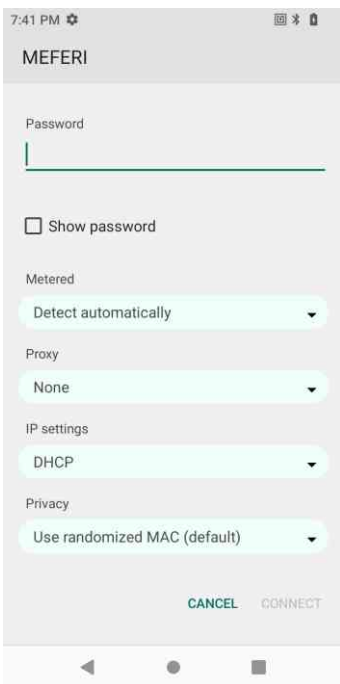 7:41 PM
MEFERI
Password
Show password
Metered
Detect automatically
Proxy
None
IP settings
DHCP
Privacy
Use randomized MAC (default)
CANCEL CONNECT